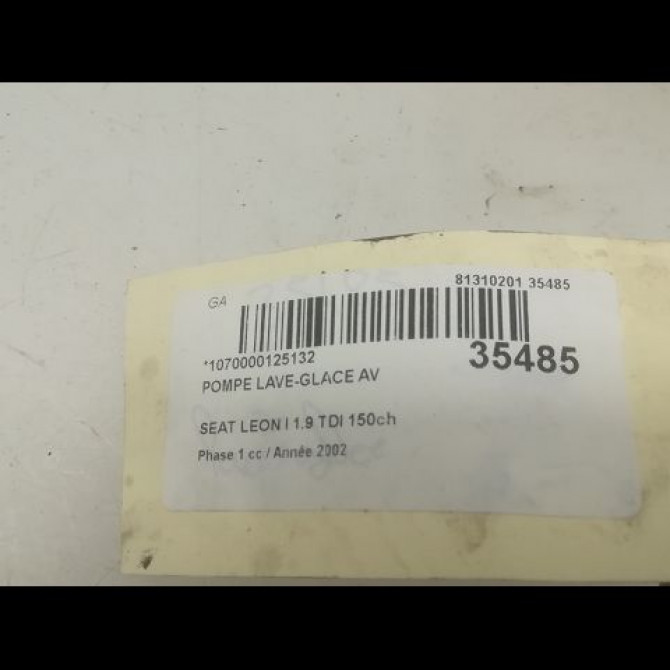 81310201 35485
GA
*1070000125132
35485
POMPE LAVE-GLACE AV
SEAT LEON I 1.9 TDI 150ch
Phase 1 cc / Année 2002